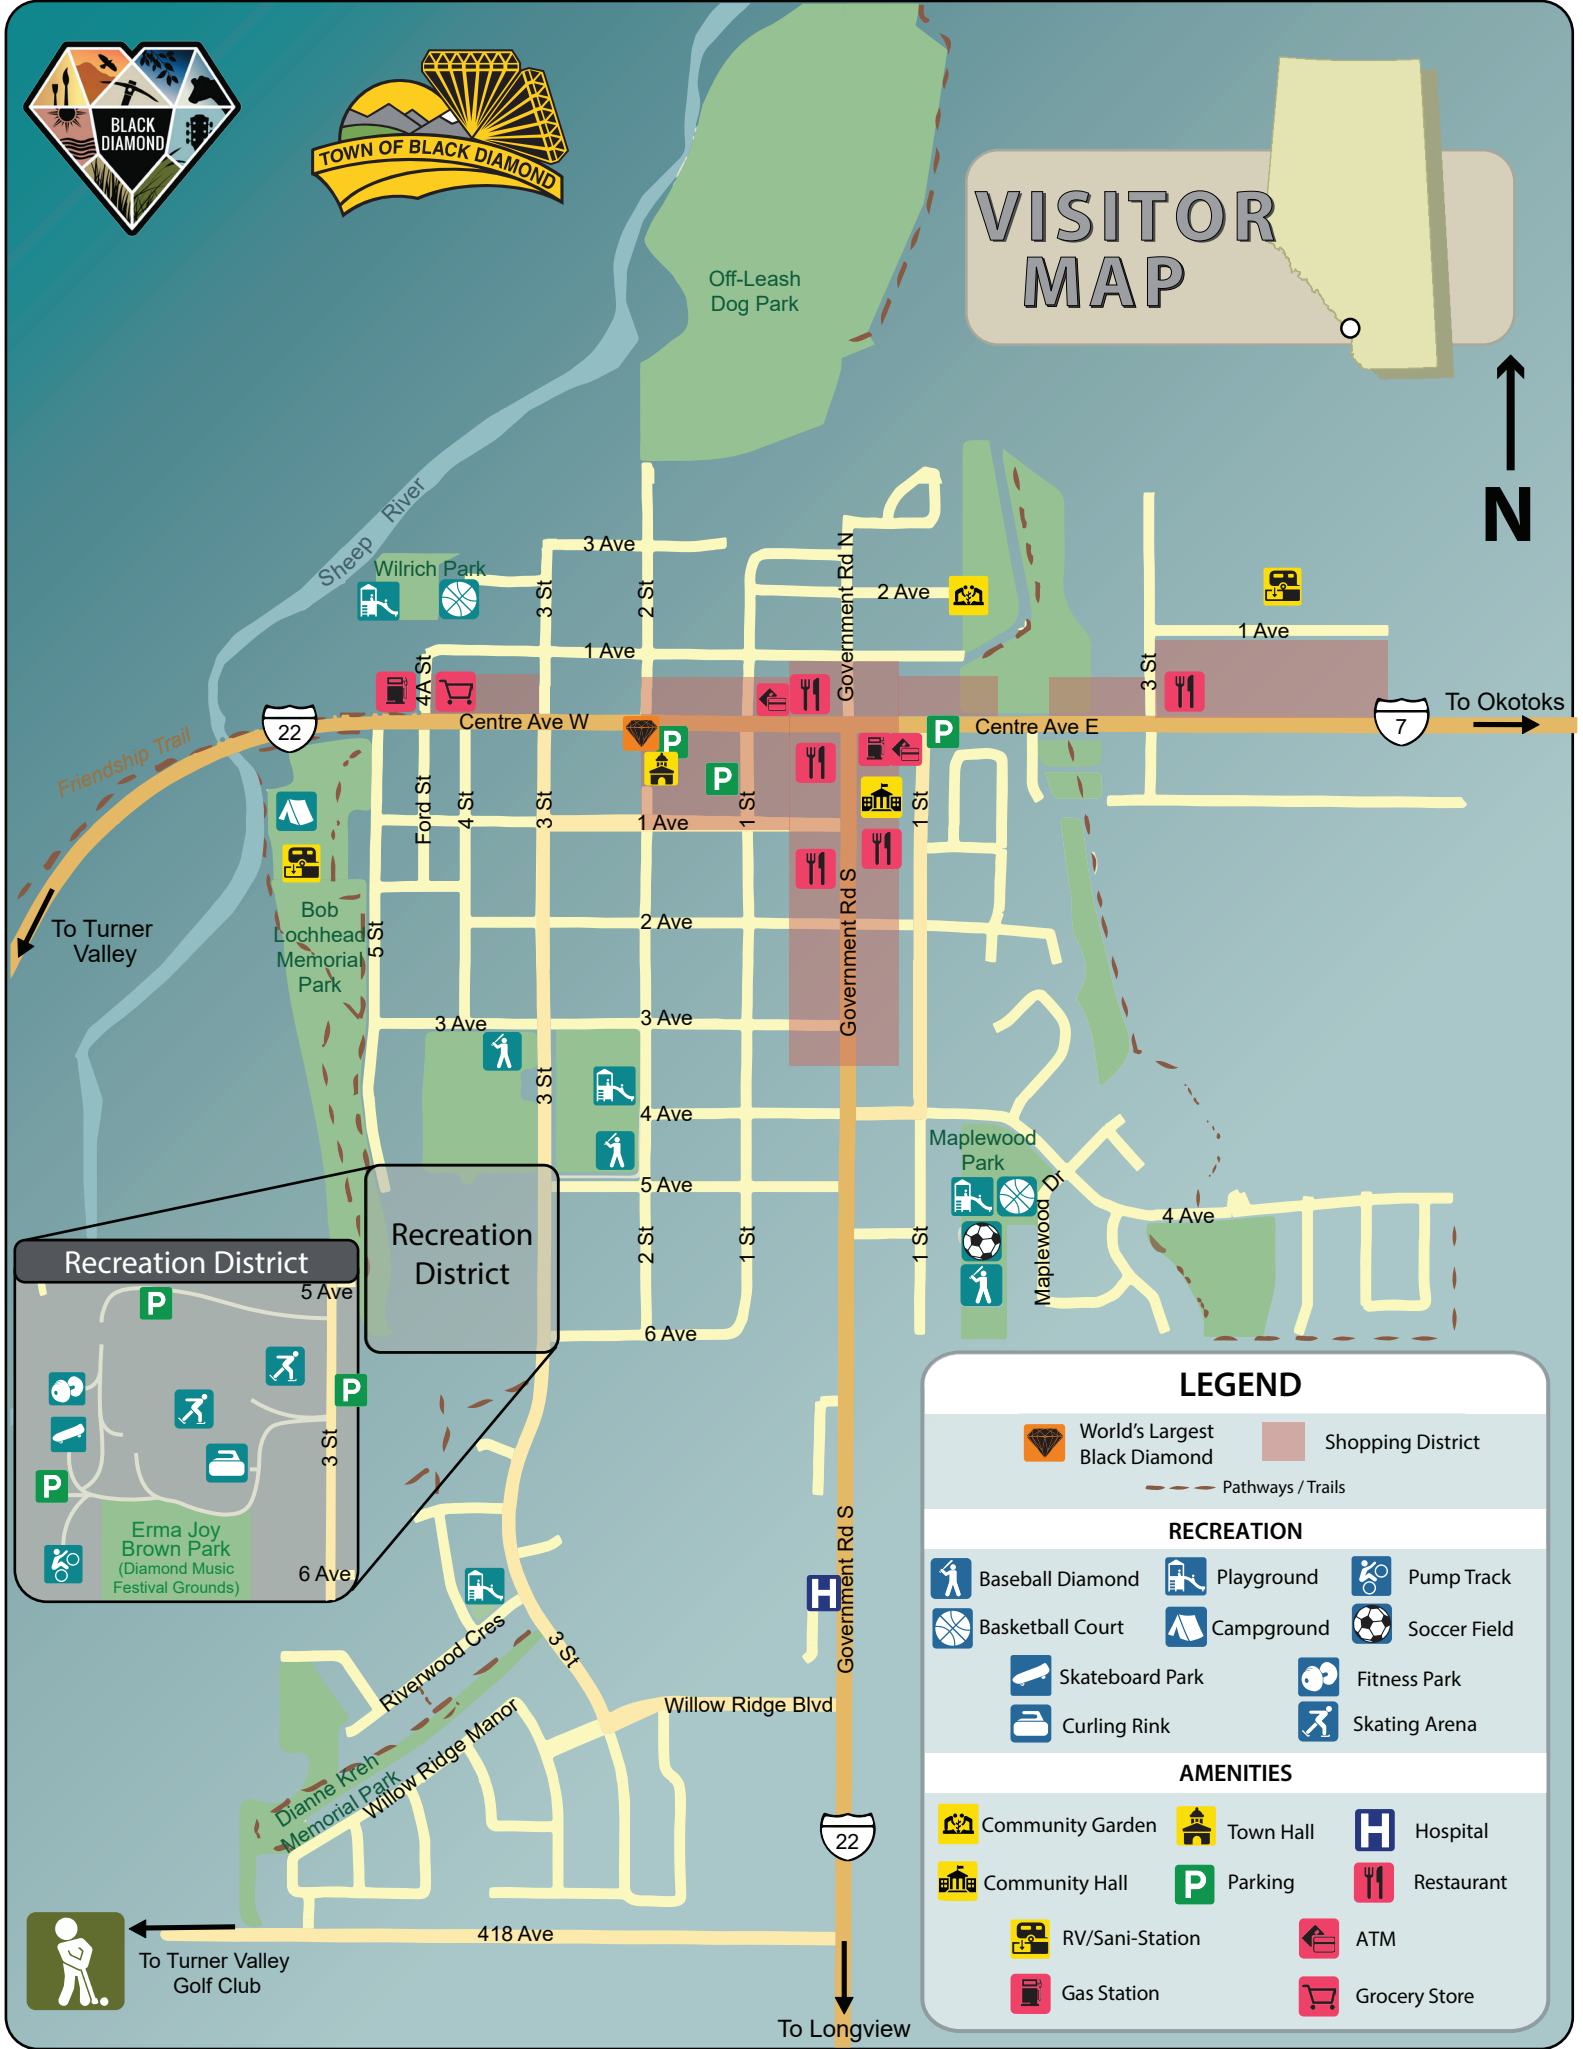 BLACK
DIAMOND
TOWN OF BLACK DIAMOND
VISITOR
MAP
N
Off-Leash
Dog Park
Sheep River
Wilrich Park
3 Ave
3 St
2 St
Government Rd N
2 Ave
1 Ave
4A St
1 Ave
3 St
To Okotoks
7
22
Centre Ave W
Centre Ave E
P
P
P
Friendship Trail
To Turner
Valley
Ford St
4 St
3 St
1 Ave
1 St
1 St
Bob
Lochhead
Memorial
Park
5 St
2 Ave
Government Rd S
3 Ave
3 Ave
3 St
4 Ave
Maplewood
Park
Maplewood Dr
4 Ave
5 Ave
2 St
1 St
1 St
6 Ave
Recreation
District
Recreation District
5 Ave
P
P
3 St
P
Erma Joy
Brown Park
(Diamond Music
Festival Grounds)
6 Ave
H
Government Rd S
Riverwood Cres
3 St
Willow Ridge Blvd
Willow Ridge Manor
Dianne Kreh
Memorial Park
22
418 Ave
To Turner Valley
Golf Club
To Longview
LEGEND
World's Largest
Black Diamond
Shopping District
Pathways / Trails
RECREATION
Baseball Diamond
Playground
Pump Track
Basketball Court
Campground
Soccer Field
Skateboard Park
Fitness Park
Curling Rink
Skating Arena
AMENITIES
Community Garden
Town Hall
H
Hospital
Community Hall
P
Parking
Restaurant
RV/Sani-Station
ATM
Gas Station
Grocery Store